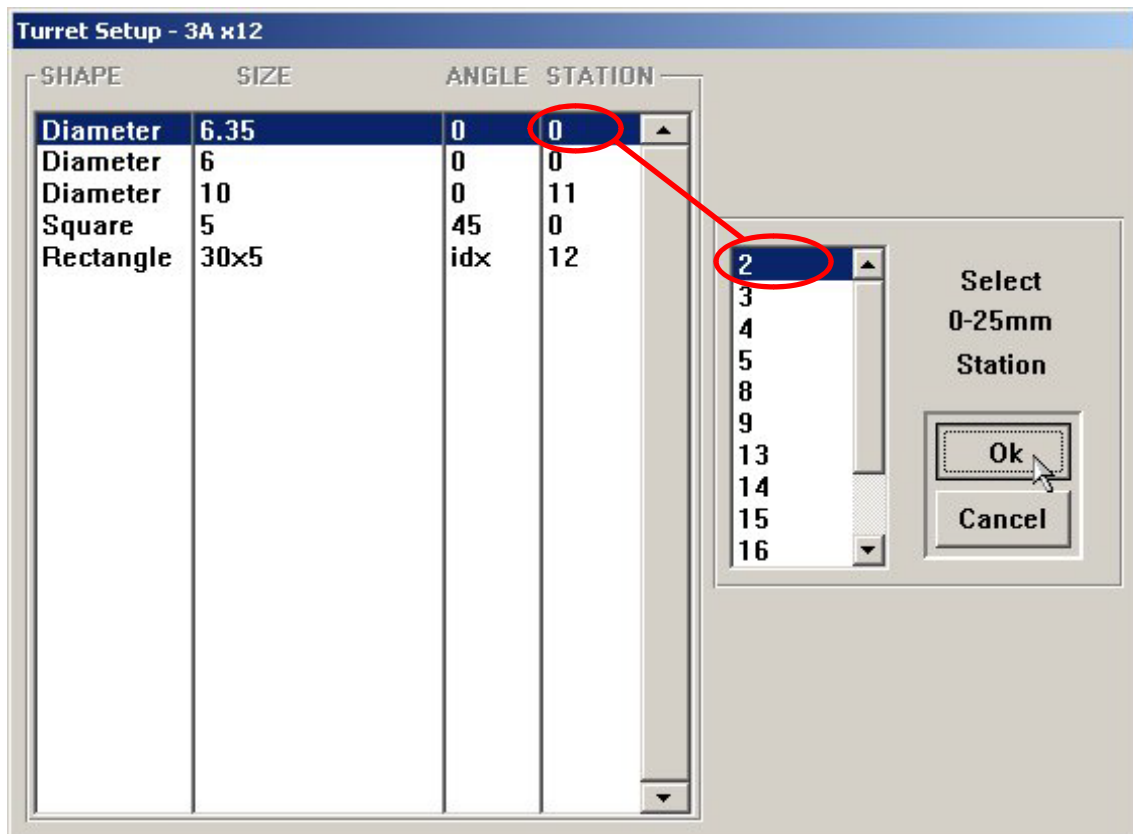 Turret Setup - 3A x12
SHAPE SIZE ANGLE STATION
Diameter 6.35 0 0
Diameter 6 0 0
Diameter 10 0 11
Square 5 45 0
Rectangle 30x5 idx 12
2
3
4
5
8
9
13
14
15
16
Select
0-25mm
Station
Ok
Cancel